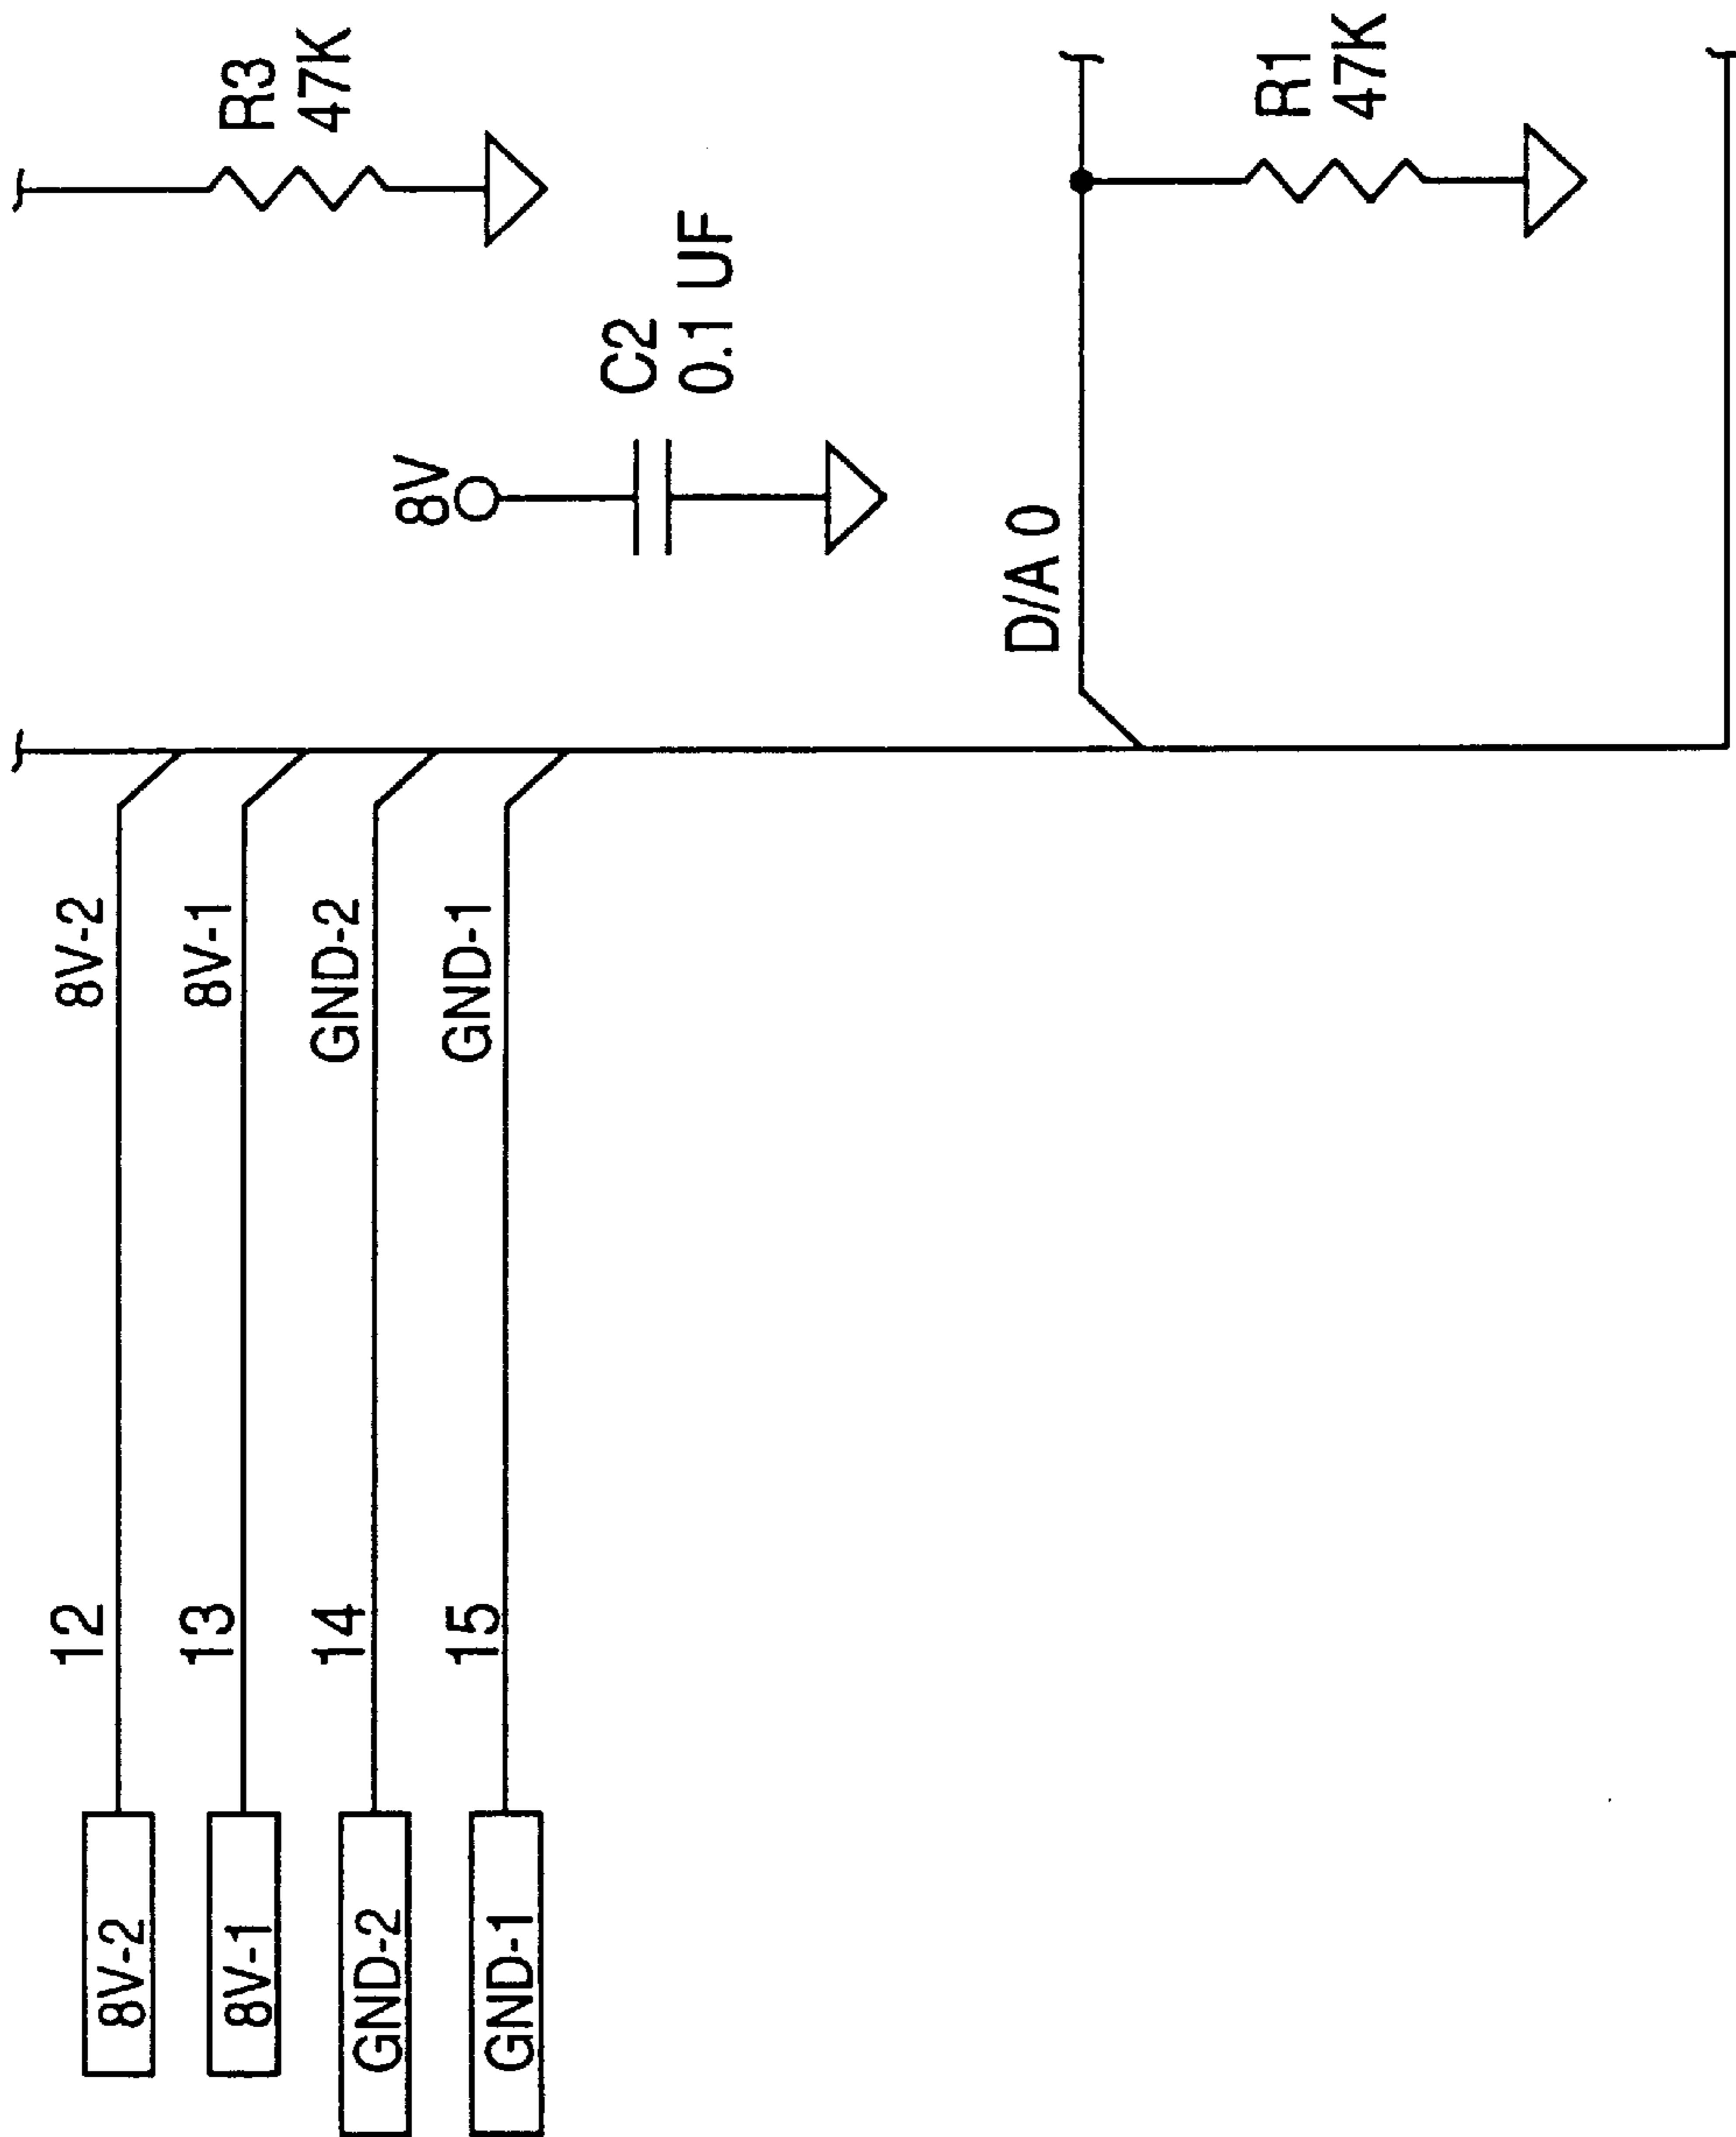 8V-2
12
8V-2
8V-1
13
8V-1
GND-2
14
GND-2
GND-1
15
GND-1
R3
47K
8V
C2
0.1 UF
D/A 0
R1
47K